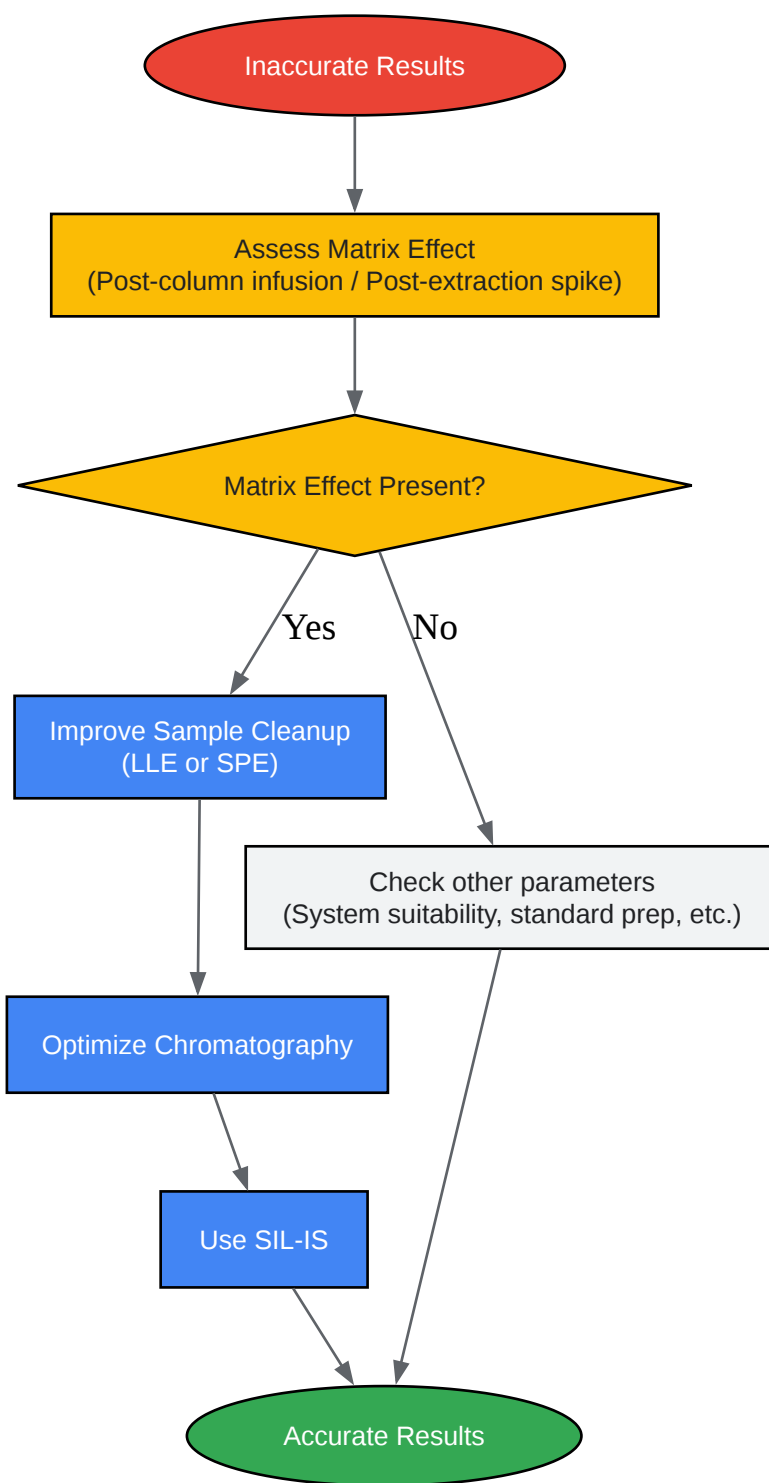 Inaccurate Results
Assess Matrix Effect
(Post-column infusion / Post-extraction spike)
Matrix Effect Present?
Yes
No
Improve Sample Cleanup
(LLE or SPE)
Check other parameters
(System suitability, standard prep, etc.)
Optimize Chromatography
Use SIL-IS
Accurate Results